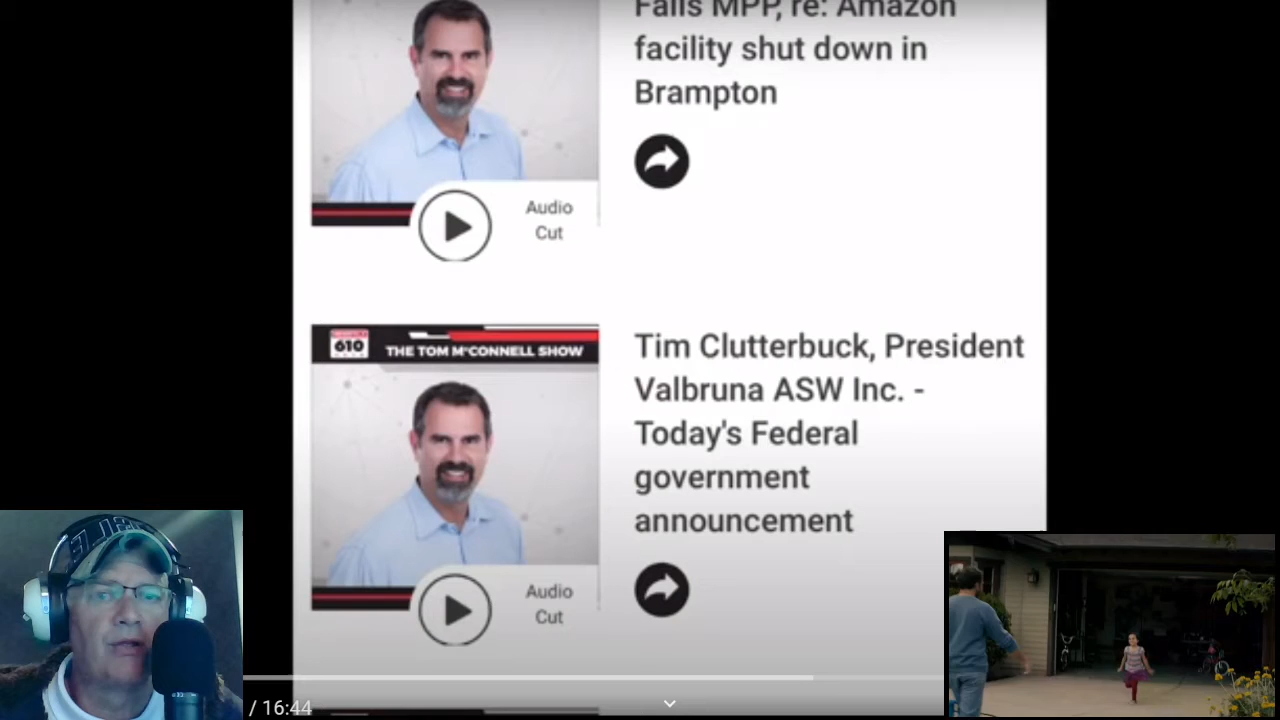 Falls MPP, re: Amazon
facility shut down in
Brampton
Audio
Cut
610
THE TOM McCONNELL SHOW
Tim Clutterbuck, President
Valbruna ASW Inc. -
Today's Federal
government
announcement
Audio
Cut
/ 16:44